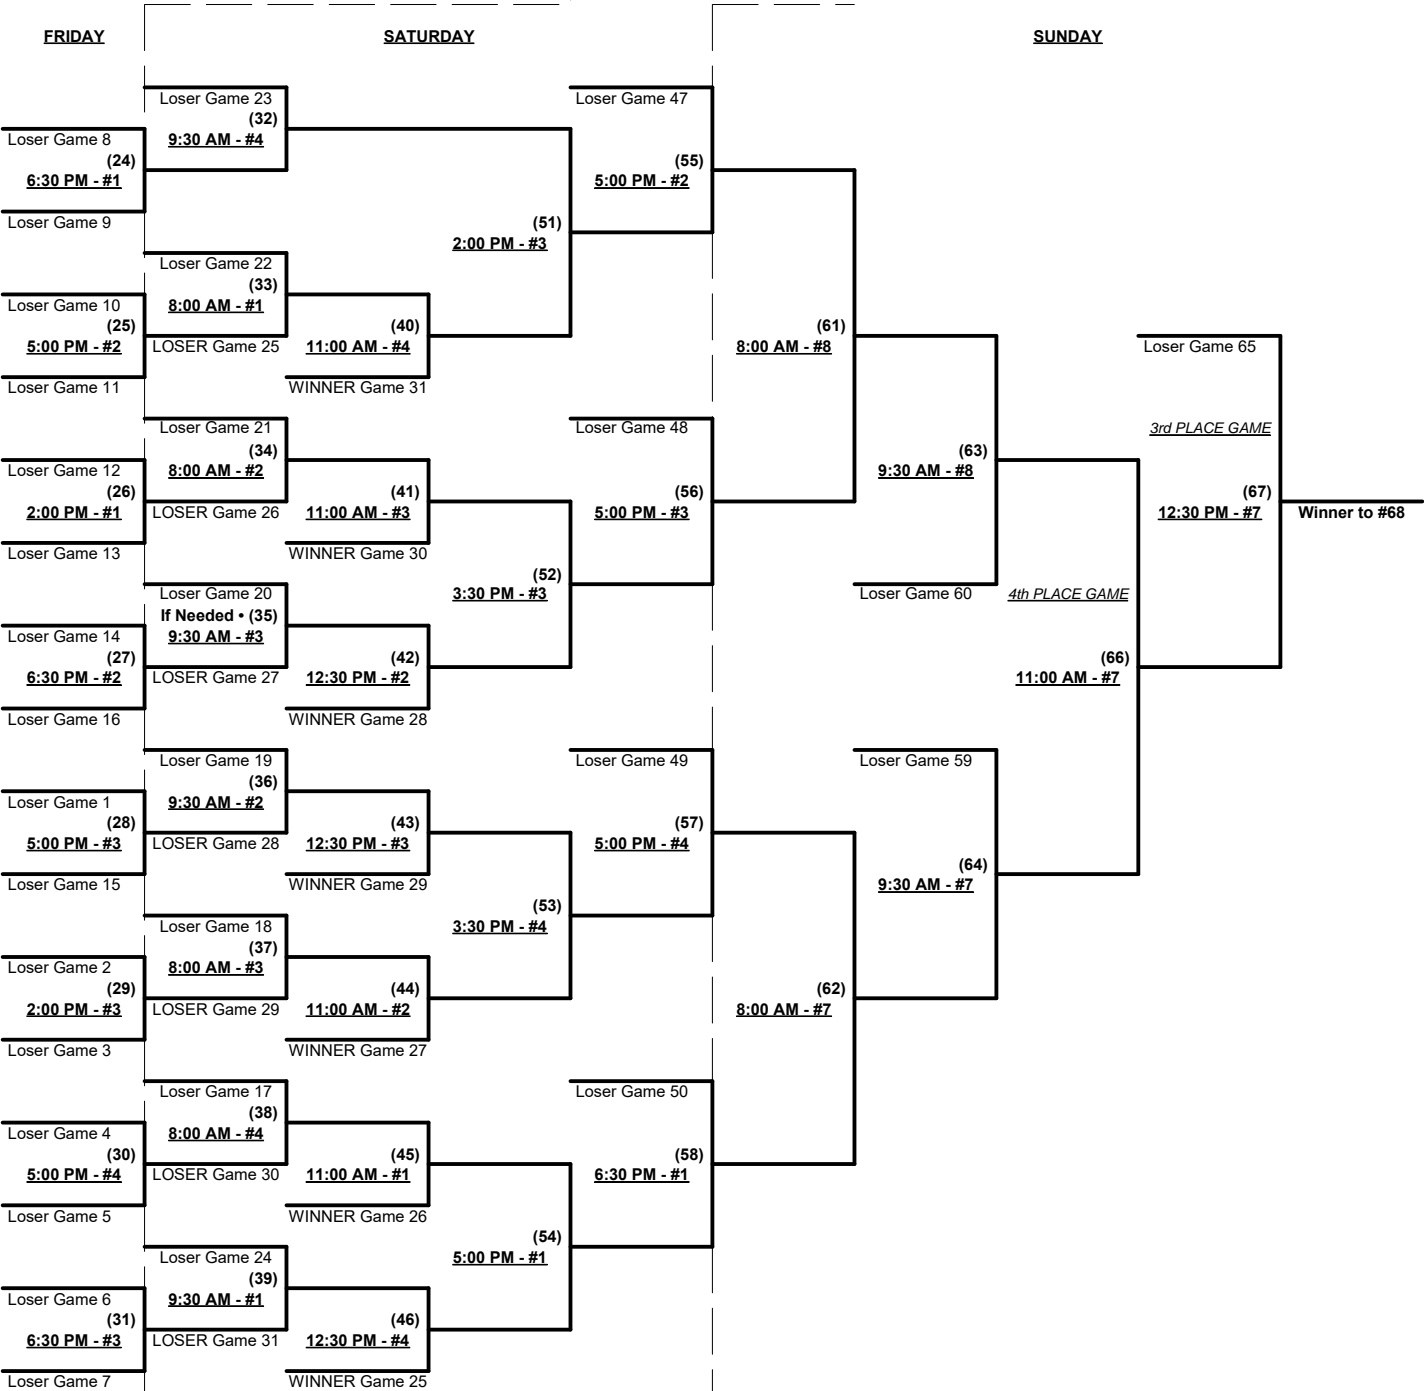 FRIDAY
SATURDAY
SUNDAY
Loser Game 23
(32)
9:30 AM - #4
Loser Game 47
Loser Game 8
(24)
6:30 PM - #1
Loser Game 9
(55)
5:00 PM - #2
(51)
2:00 PM - #3
Loser Game 22
(33)
8:00 AM - #1
LOSER Game 25
Loser Game 10
(25)
5:00 PM - #2
Loser Game 11
(40)
11:00 AM - #4
WINNER Game 31
(61)
8:00 AM - #8
Loser Game 65
3rd PLACE GAME
Loser Game 21
(34)
8:00 AM - #2
LOSER Game 26
Loser Game 48
Loser Game 12
(26)
2:00 PM - #1
Loser Game 13
(41)
11:00 AM - #3
WINNER Game 30
(56)
5:00 PM - #3
(63)
9:30 AM - #8
(67)
12:30 PM - #7
Winner to #68
(52)
3:30 PM - #3
Loser Game 20
If Needed • (35)
9:30 AM - #3
LOSER Game 27
Loser Game 60
4th PLACE GAME
Loser Game 14
(27)
6:30 PM - #2
Loser Game 16
(42)
12:30 PM - #2
WINNER Game 28
(66)
11:00 AM - #7
Loser Game 19
(36)
9:30 AM - #2
LOSER Game 28
Loser Game 49
Loser Game 59
Loser Game 1
(28)
5:00 PM - #3
Loser Game 15
(43)
12:30 PM - #3
WINNER Game 29
(57)
5:00 PM - #4
(64)
9:30 AM - #7
(53)
3:30 PM - #4
Loser Game 18
(37)
8:00 AM - #3
LOSER Game 29
Loser Game 2
(29)
2:00 PM - #3
Loser Game 3
(44)
11:00 AM - #2
WINNER Game 27
(62)
8:00 AM - #7
Loser Game 17
(38)
8:00 AM - #4
LOSER Game 30
Loser Game 50
Loser Game 4
(30)
5:00 PM - #4
Loser Game 5
(45)
11:00 AM - #1
WINNER Game 26
(58)
6:30 PM - #1
(54)
5:00 PM - #1
Loser Game 24
(39)
9:30 AM - #1
LOSER Game 31
Loser Game 6
(31)
6:30 PM - #3
Loser Game 7
(46)
12:30 PM - #4
WINNER Game 25